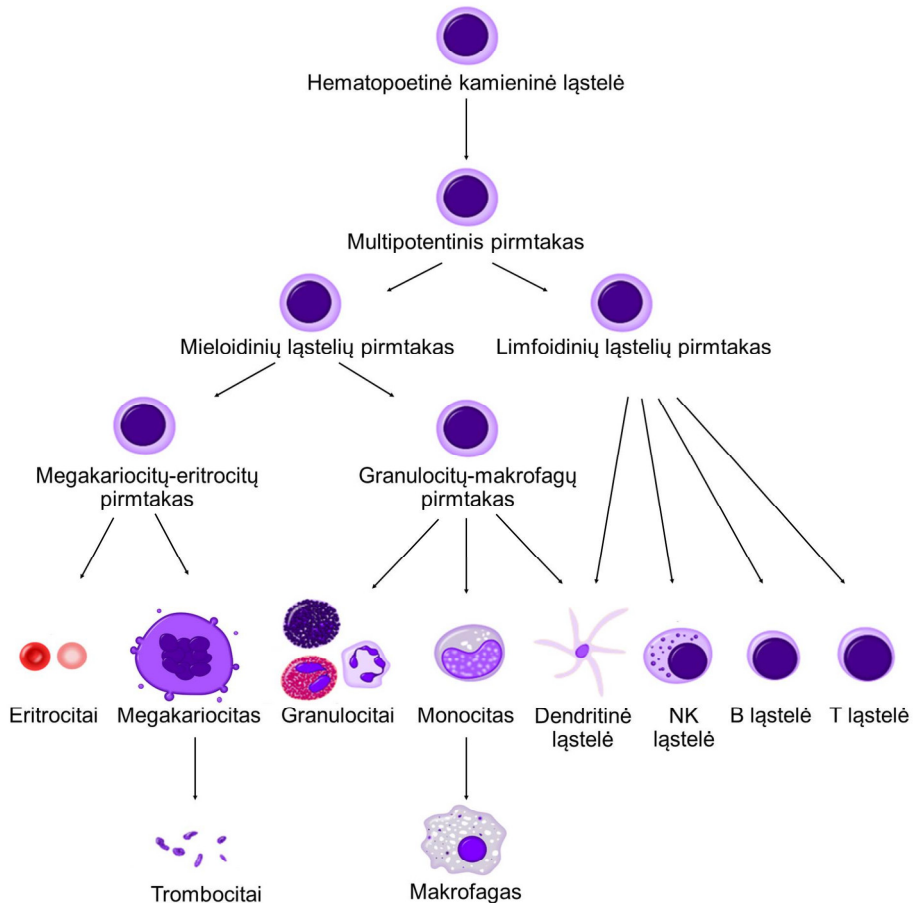 Hematopoetinė kamieninė ląstelė
Multipotentinis pirmtakas
Mieloidinių ląstelių pirmtakas
Limfoidinių ląstelių pirmtakas
Megakariocitų-eritrocitų
pirmtakas
Granulocitų-makrofagų
pirmtakas
Eritrocitai
Megakariocitas
Granulocitai
Monocitas
Dendritinė
ląstelė
NK
ląstelė
B ląstelė
T ląstelė
Trombocitai
Makrofagas